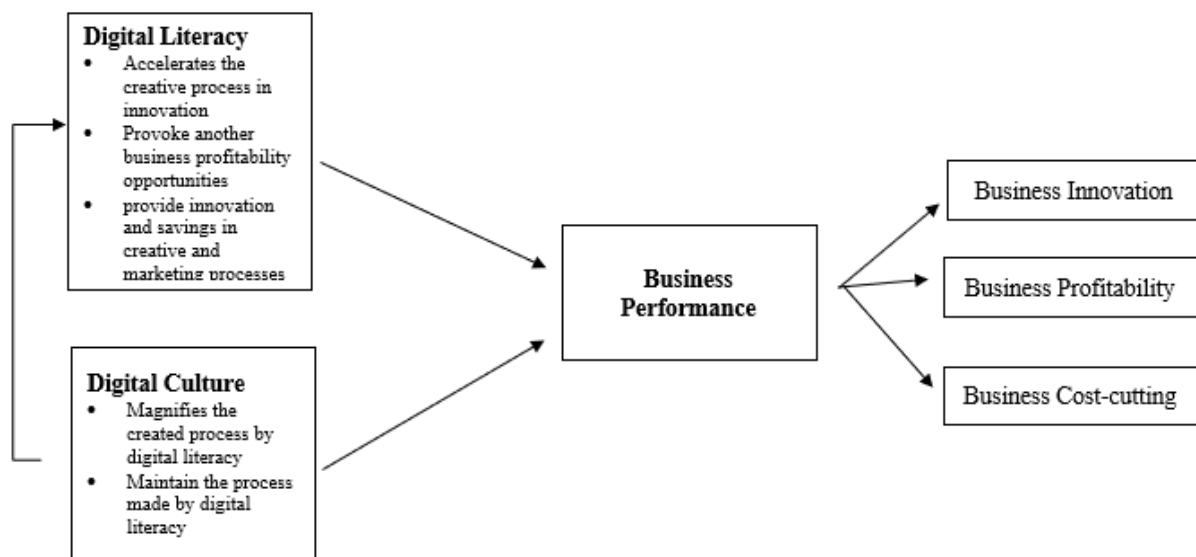 Digital Literacy
• Accelerates the
creative process in
innovation
• Provoke another
business profitability
opportunities
• provide innovation
and savings in
creative and
marketing processes
Digital Culture
• Magnifies the
created process by
digital literacy
• Maintain the process
made by digital
literacy
Business
Performance
Business Innovation
Business Profitability
Business Cost-cutting